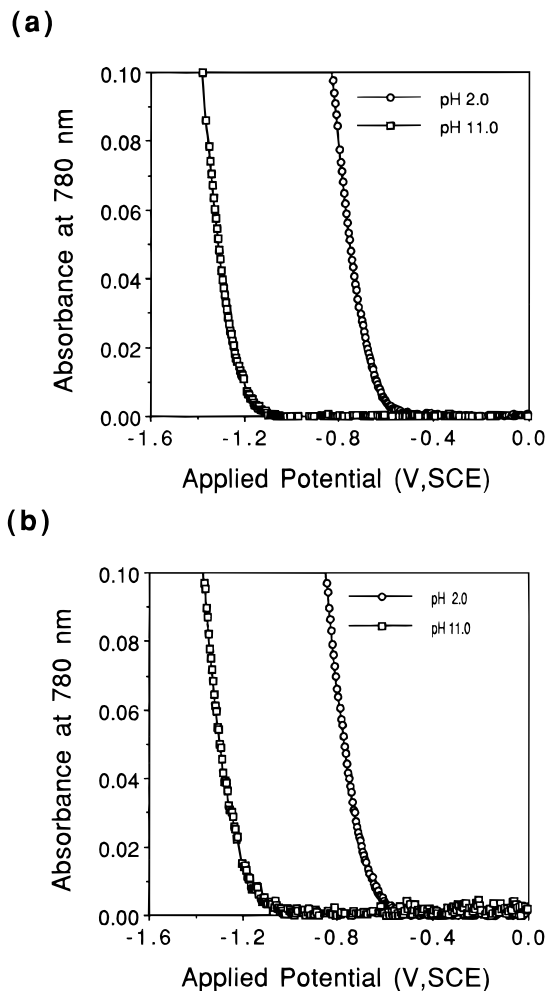 (a)
Absorbance at 780 nm
0.10
0.08
0.06
0.04
0.02
0.00
pH 2.0
pH 11.0
-1.6 -1.2 -0.8 -0.4 0.0
Applied Potential (V,SCE)
(b)
Absorbance at 780 nm
0.10
0.08
0.06
0.04
0.02
0.00
pH 2.0
pH 11.0
-1.6 -1.2 -0.8 -0.4 0.0
Applied Potential (V,SCE)